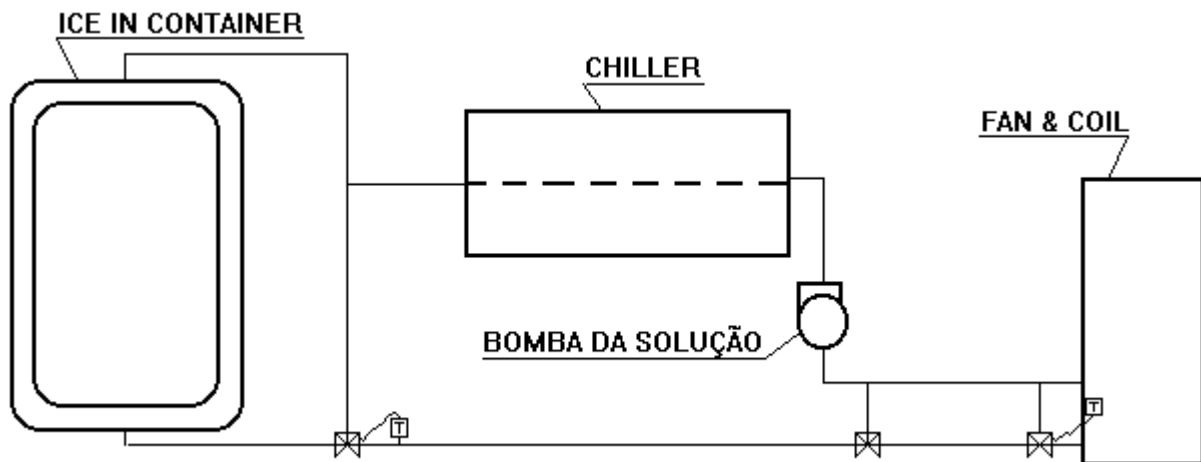 ICE IN CONTAINER
CHILLER
FAN & COIL
BOMBA DA SOLUÇÃO
T
T